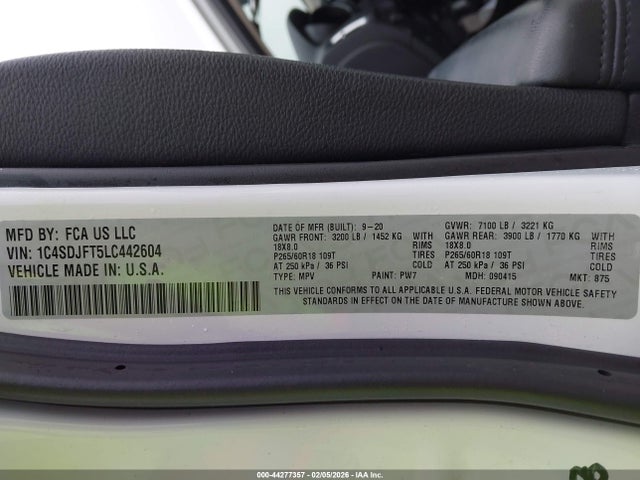 MFD BY: FCA US LLC
VIN: 1C4SDJFT5LC442604
VEHICLE MADE IN U.S.A.
DATE OF MFR (BUILT): 9-20 GVWR: 7100 LB / 3221 KG
GAWR FRONT: 3200 LB / 1452 KG WITH GAWR REAR: 3900 LB / 1770 KG WITH
18X8.0 RIMS 18X8.0 RIMS
P265/60R18 109T TIRES P265/60R18 109T TIRES
AT 250 kPa / 36 PSI COLD AT 250 kPa / 36 PSI COLD
TYPE: MPV PAINT: PW7 MDH: 090415 MKT: 875
THIS VEHICLE CONFORMS TO ALL APPLICABLE U.S.A. FEDERAL MOTOR VEHICLE SAFETY
STANDARDS IN EFFECT ON THE DATE OF MANUFACTURE SHOWN ABOVE.
000-44277357 - 02/05/2026 - IAA Inc.